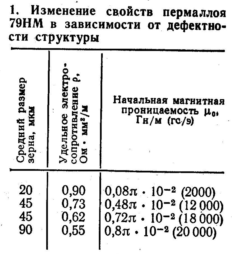 1. Изменение свойств пермаллоя
79НМ в зависимости от дефектно-
сти структуры
Средний размер
зерна, мкм
Удельное электро-
сопротивление ρ,
Ом · мм²/м
Начальная магнитная
проницаемость μ₀,
Гн/м (гс/э)
20 0,90 0,08π · 10⁻² (2000)
45 0,73 0,48π · 10⁻² (12 000)
45 0,62 0,72π · 10⁻² (18 000)
90 0,55 0,8π · 10⁻² (20 000)